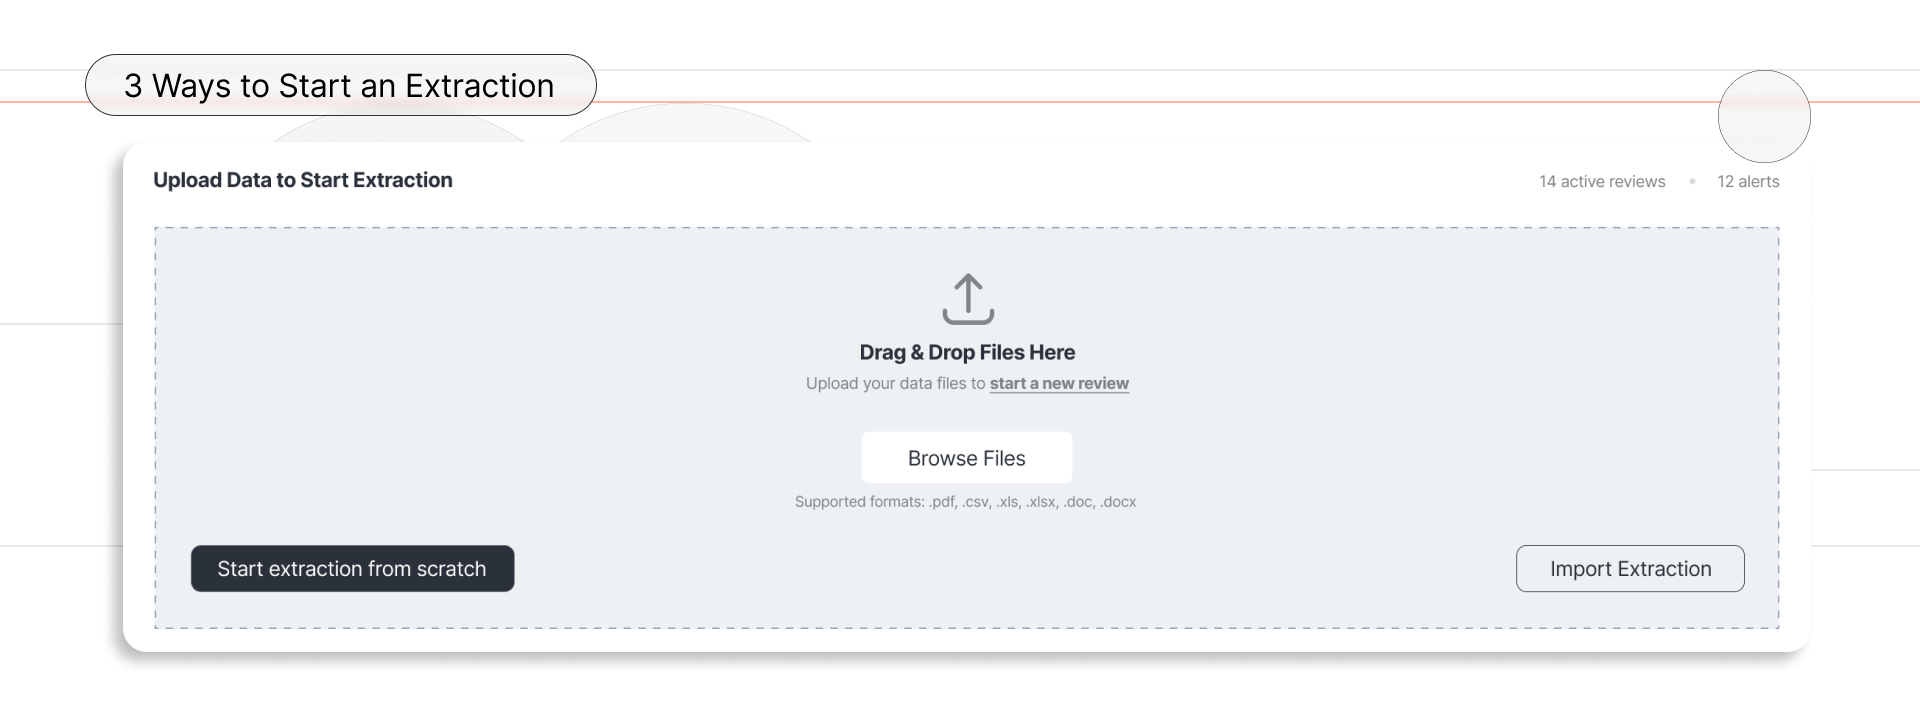 3 Ways to Start an Extraction
Upload Data to Start Extraction
14 active reviews • 12 alerts
Drag & Drop Files Here
Upload your data files to start a new review
Browse Files
Supported formats: .pdf, .csv, .xls, .xlsx, .doc, .docx
Start extraction from scratch
Import Extraction